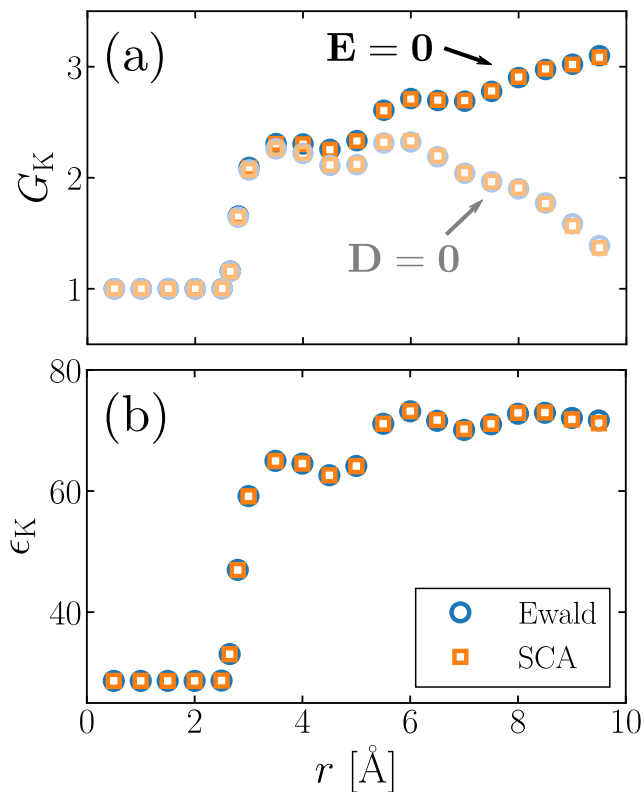 (a)
E = 0
3
2
1
G_K
D = 0
(b)
80
60
40
ϵ_K
Ewald
SCA
0 2 4 6 8 10
r [Å]